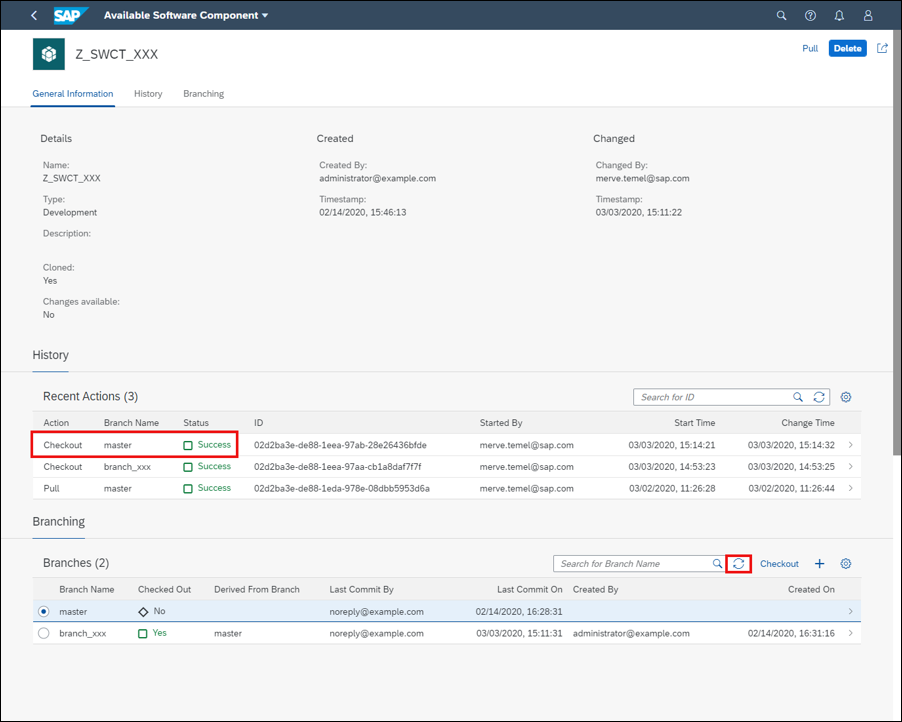 SAP Available Software Component
Z_SWCT_XXX
Pull Delete
General Information History Branching
Details Created Changed
Name: Created By: Changed By:
Z_SWCT_XXX administrator@example.com merve.temel@sap.com
Type: Timestamp: Timestamp:
Development 02/14/2020, 15:46:13 03/03/2020, 15:11:22
Description:
Cloned:
Yes
Changes available:
No
History
Recent Actions (3) Search for ID
Action Branch Name Status ID Started By Start Time Change Time
Checkout master Success 02d2ba3e-de88-1eea-97ab-28e26436bfde merve.temel@sap.com 03/03/2020, 15:14:21 03/03/2020, 15:14:32
Checkout branch_xxx Success 02d2ba3e-de88-1eea-97aa-cb1a8daf7f7f merve.temel@sap.com 03/03/2020, 14:53:23 03/03/2020, 14:53:25
Pull master Success 02d2ba3e-de88-1eda-978e-08dbb5953d6a merve.temel@sap.com 03/02/2020, 11:26:28 03/02/2020, 11:26:44
Branching
Branches (2) Search for Branch Name Checkout
Branch Name Checked Out Derived From Branch Last Commit By Last Commit On Created By Created On
master No noreply@example.com 02/14/2020, 16:28:31
branch_xxx Yes master noreply@example.com 03/03/2020, 15:11:31 administrator@example.com 02/14/2020, 16:31:16